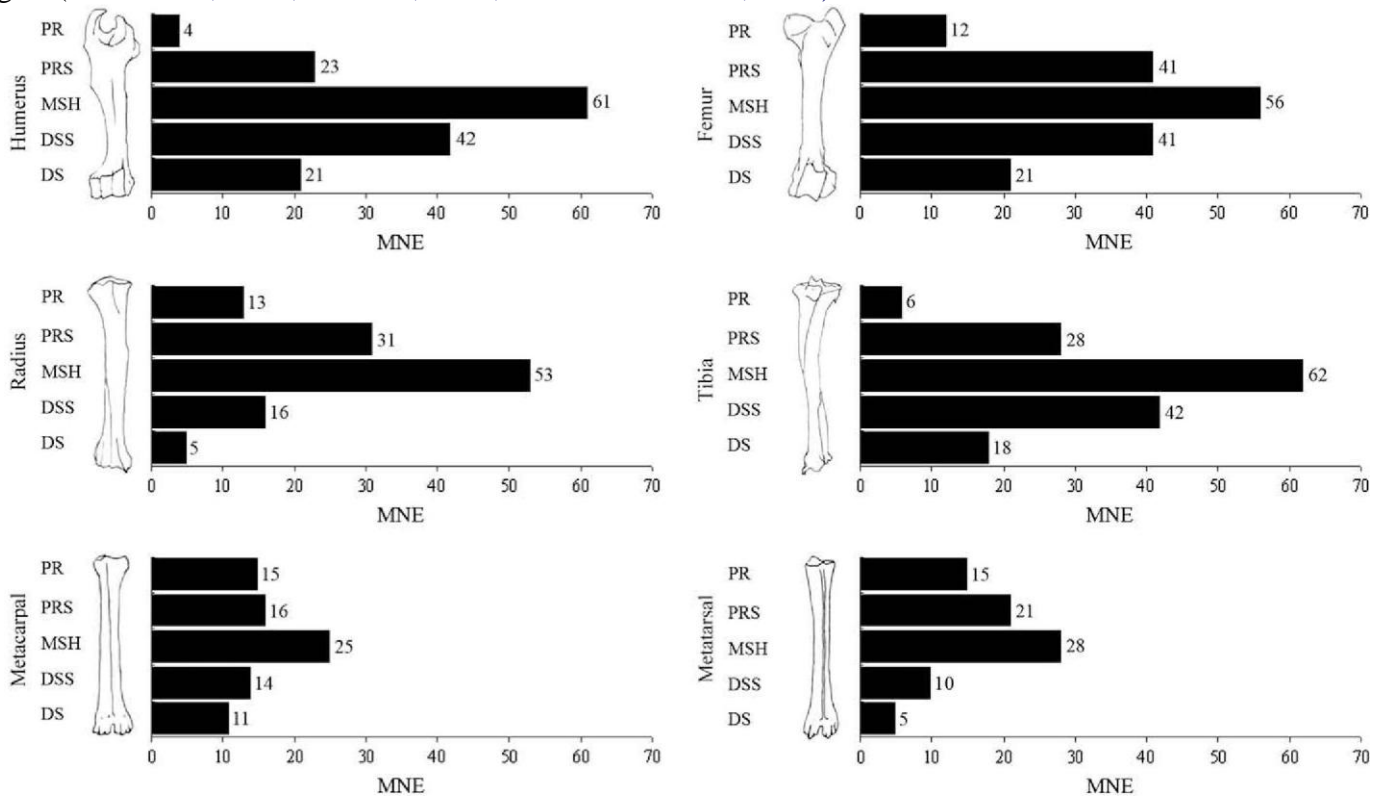 Humerus
PR 4
PRS 23
MSH 61
DSS 42
DS 21
0 10 20 30 40 50 60 70
MNE
Femur
PR 12
PRS 41
MSH 56
DSS 41
DS 21
0 10 20 30 40 50 60 70
MNE
Radius
PR 13
PRS 31
MSH 53
DSS 16
DS 5
0 10 20 30 40 50 60 70
MNE
Tibia
PR 6
PRS 28
MSH 62
DSS 42
DS 18
0 10 20 30 40 50 60 70
MNE
Metacarpal
PR 15
PRS 16
MSH 25
DSS 14
DS 11
0 10 20 30 40 50 60 70
MNE
Metatarsal
PR 15
PRS 21
MSH 28
DSS 10
DS 5
0 10 20 30 40 50 60 70
MNE